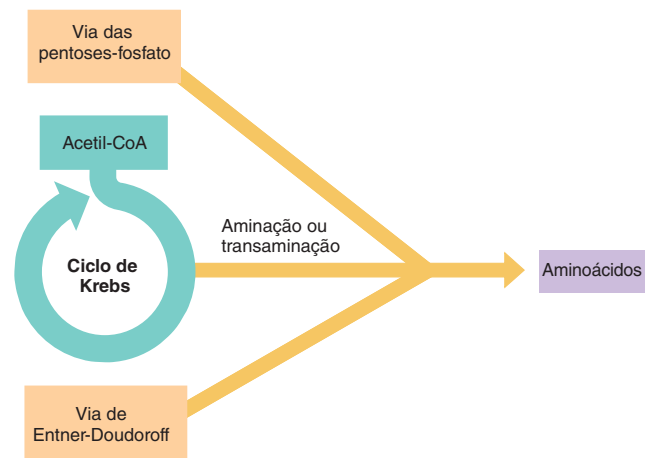 Via das
pentoses-fosfato
Acetil-CoA
Aminação ou
transaminação
Ciclo de
Krebs
Aminoácidos
Via de
Entner-Doudoroff